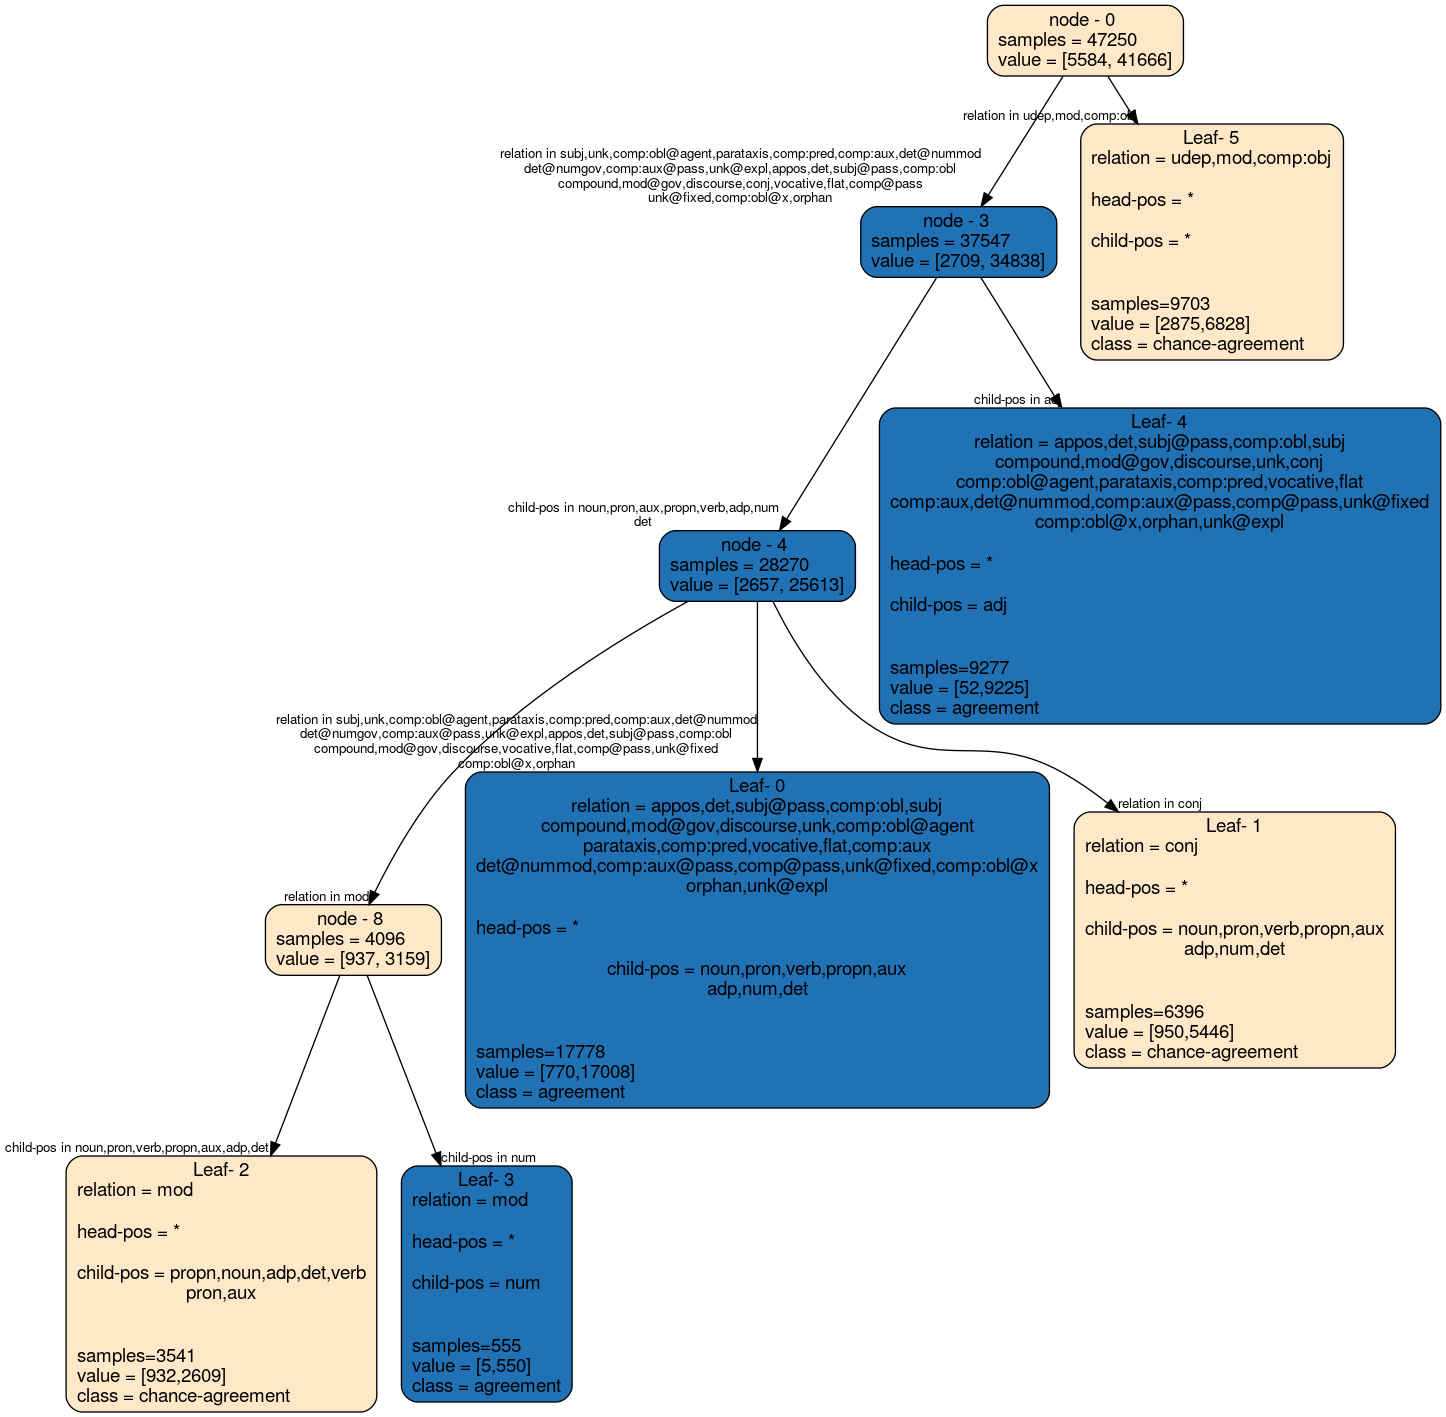 node - 0
samples = 47250
value = [5584, 41666]
relation in udep,mod,comp:obj
Leaf- 5
relation = udep,mod,comp:obj
head-pos = *
child-pos = *
samples=9703
value = [2875,6828]
class = chance-agreement
relation in subj,unk,comp:obl@agent,parataxis,comp:pred,comp:aux,det@nummod
det@numgov,comp:aux@pass,unk@expl,appos,det,subj@pass,comp:obl
compound,mod@gov,discourse,conj,vocative,flat,comp@pass
unk@fixed,comp:obl@x,orphan
node - 3
samples = 37547
value = [2709, 34838]
child-pos in adj
Leaf- 4
relation = appos,det,subj@pass,comp:obl,subj
compound,mod@gov,discourse,unk,conj
comp:obl@agent,parataxis,comp:pred,vocative,flat
comp:aux,det@nummod,comp:aux@pass,comp@pass,unk@fixed
comp:obl@x,orphan,unk@expl
head-pos = *
child-pos = adj
samples=9277
value = [52,9225]
class = agreement
child-pos in noun,pron,aux,propn,verb,adp,num
det
node - 4
samples = 28270
value = [2657, 25613]
relation in subj,unk,comp:obl@agent,parataxis,comp:pred,comp:aux,det@nummod
det@numgov,comp:aux@pass,unk@expl,appos,det,subj@pass,comp:obl
compound,mod@gov,discourse,vocative,flat,comp@pass,unk@fixed
comp:obl@x,orphan
Leaf- 0
relation = appos,det,subj@pass,comp:obl,subj
compound,mod@gov,discourse,unk,comp:obl@agent
parataxis,comp:pred,vocative,flat,comp:aux
det@nummod,comp:aux@pass,comp@pass,unk@fixed,comp:obl@x
orphan,unk@expl
head-pos = *
child-pos = noun,pron,verb,propn,aux
adp,num,det
samples=17778
value = [770,17008]
class = agreement
relation in conj
Leaf- 1
relation = conj
head-pos = *
child-pos = noun,pron,verb,propn,aux
adp,num,det
samples=6396
value = [950,5446]
class = chance-agreement
relation in mod
node - 8
samples = 4096
value = [937, 3159]
child-pos in noun,pron,verb,propn,aux,adp,det
Leaf- 2
relation = mod
head-pos = *
child-pos = propn,noun,adp,det,verb
pron,aux
samples=3541
value = [932,2609]
class = chance-agreement
child-pos in num
Leaf- 3
relation = mod
head-pos = *
child-pos = num
samples=555
value = [5,550]
class = agreement